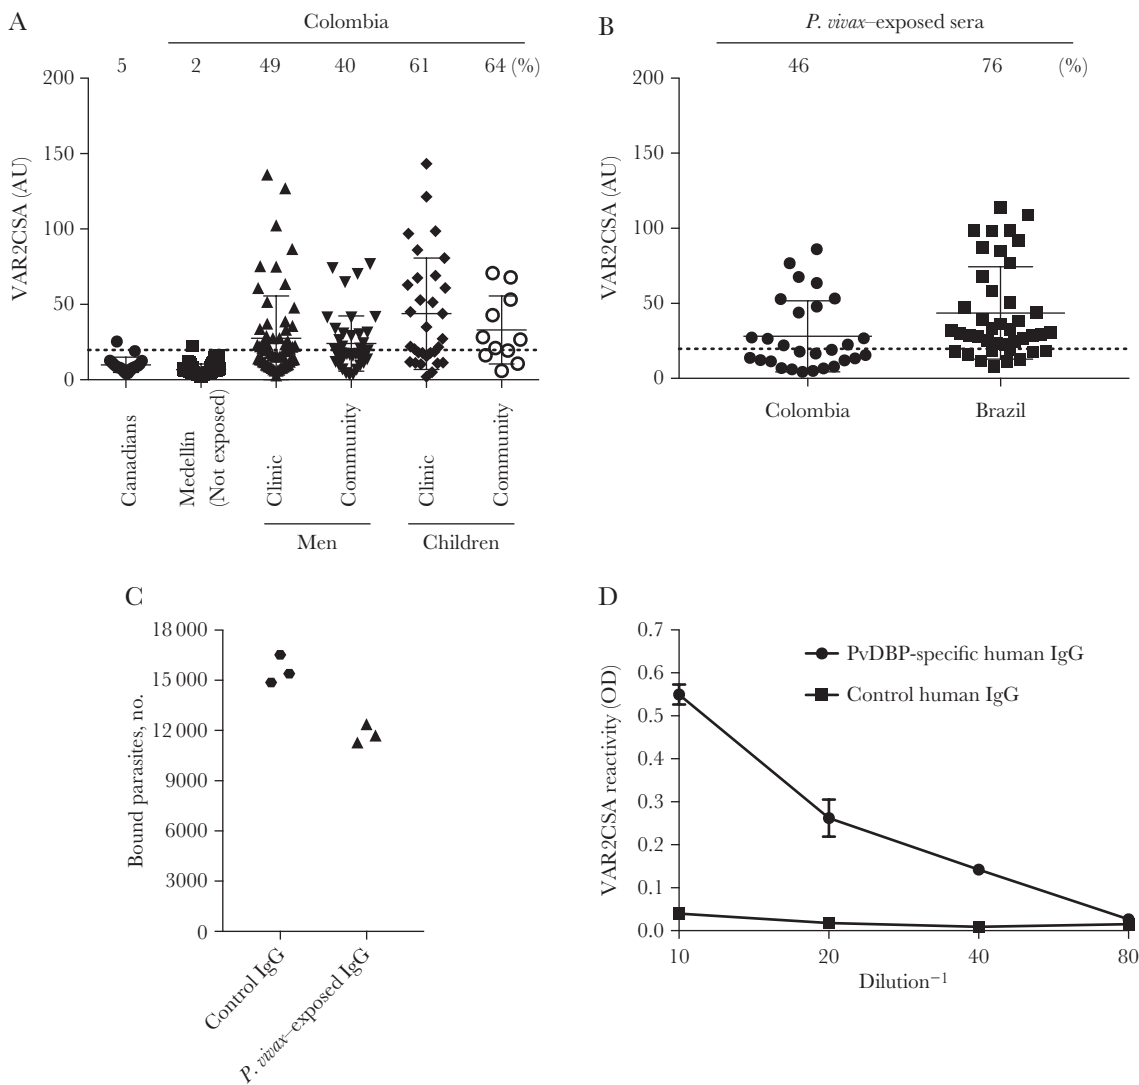 A
Colombia
5 2 49 40 61 64 (%)
200
150
100
50
0
VAR2CSA (AU)
Canadians
Medellín
(Not exposed)
Clinic
Community
Clinic
Community
Men
Children
B
P. vivax–exposed sera
46 76 (%)
200
150
100
50
0
VAR2CSA (AU)
Colombia
Brazil
C
18 000
15 000
12 000
9000
6000
3000
0
Bound parasites, no.
Control IgG
P. vivax–exposed IgG
D
0.7
0.6
0.5
0.4
0.3
0.2
0.1
0.0
VAR2CSA reactivity (OD)
PvDBP-specific human IgG
Control human IgG
10 20 40 80
Dilution⁻¹